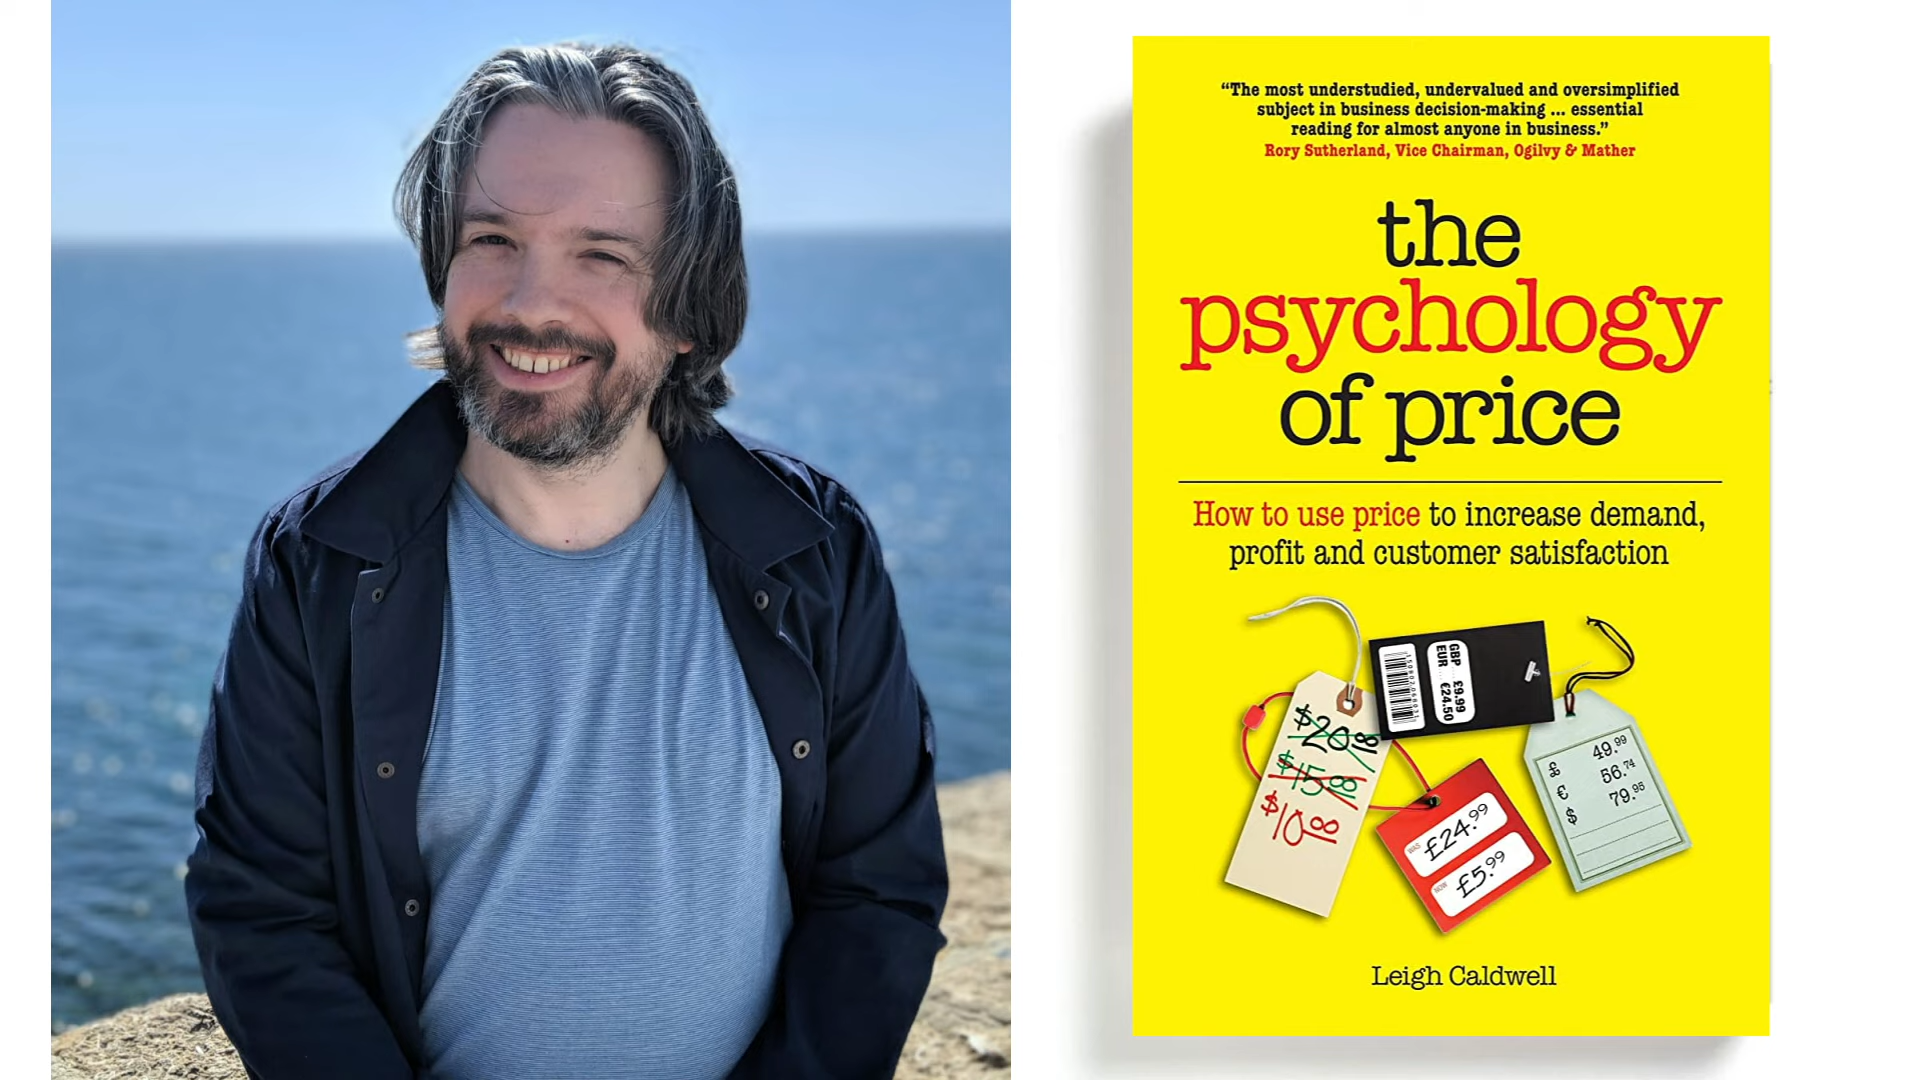 “The most understudied, undervalued and oversimplified
subject in business decision-making ... essential
reading for almost anyone in business.”
Rory Sutherland, Vice Chairman, Ogilvy & Mather
the
psychology
of price
How to use price to increase demand,
profit and customer satisfaction
GBP £9.99
EUR €24.50
$20.00
$15.00
$10.00
WAS £24.99
NOW £5.99
£ 49.99
€ 56.74
$ 79.95
Leigh Caldwell